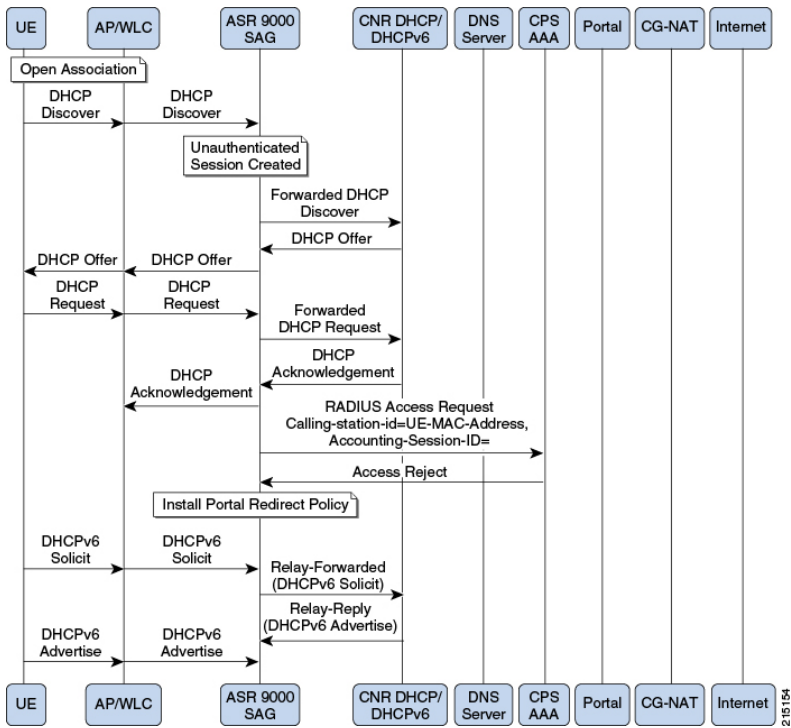 UE
AP/WLC
ASR 9000
SAG
CNR DHCP/
DHCPv6
DNS
Server
CPS
AAA
Portal
CG-NAT
Internet
Open Association
DHCP
Discover
DHCP
Discover
Unauthenticated
Session Created
Forwarded DHCP
Discover
DHCP Offer
DHCP Offer
DHCP Offer
DHCP
Request
DHCP
Request
Forwarded
DHCP Request
DHCP
Acknowledgement
DHCP
Acknowledgement
RADIUS Access Request
Calling-station-id=UE-MAC-Address,
Accounting-Session-ID=
Access Reject
Install Portal Redirect Policy
DHCPv6
Solicit
DHCPv6
Solicit
Relay-Forwarded
(DHCPv6 Solicit)
Relay-Reply
(DHCPv6 Advertise)
DHCPv6
Advertise
DHCPv6
Advertise
UE
AP/WLC
ASR 9000
SAG
CNR DHCP/
DHCPv6
DNS
Server
CPS
AAA
Portal
CG-NAT
Internet
215154